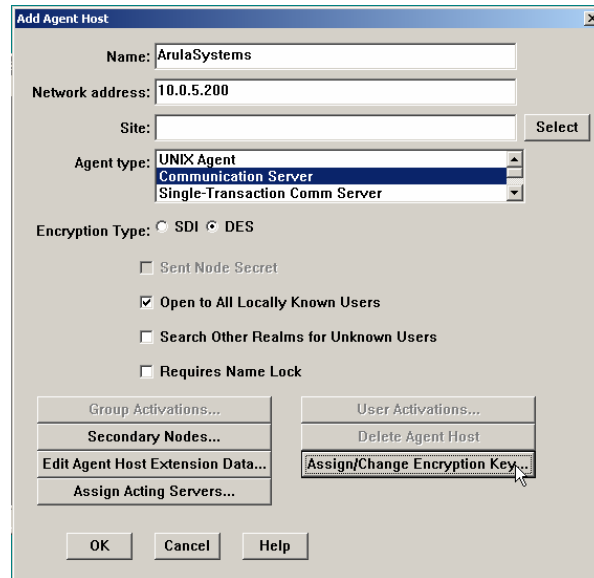 Add Agent Host
Name: ArulaSystems
Network address: 10.0.5.200
Site: Select
Agent type: UNIX Agent
Communication Server
Single-Transaction Comm Server
Encryption Type: SDI DES
Sent Node Secret
Open to All Locally Known Users
Search Other Realms for Unknown Users
Requires Name Lock
Group Activations... User Activations...
Secondary Nodes... Delete Agent Host
Edit Agent Host Extension Data... Assign/Change Encryption Key...
Assign Acting Servers...
OK Cancel Help